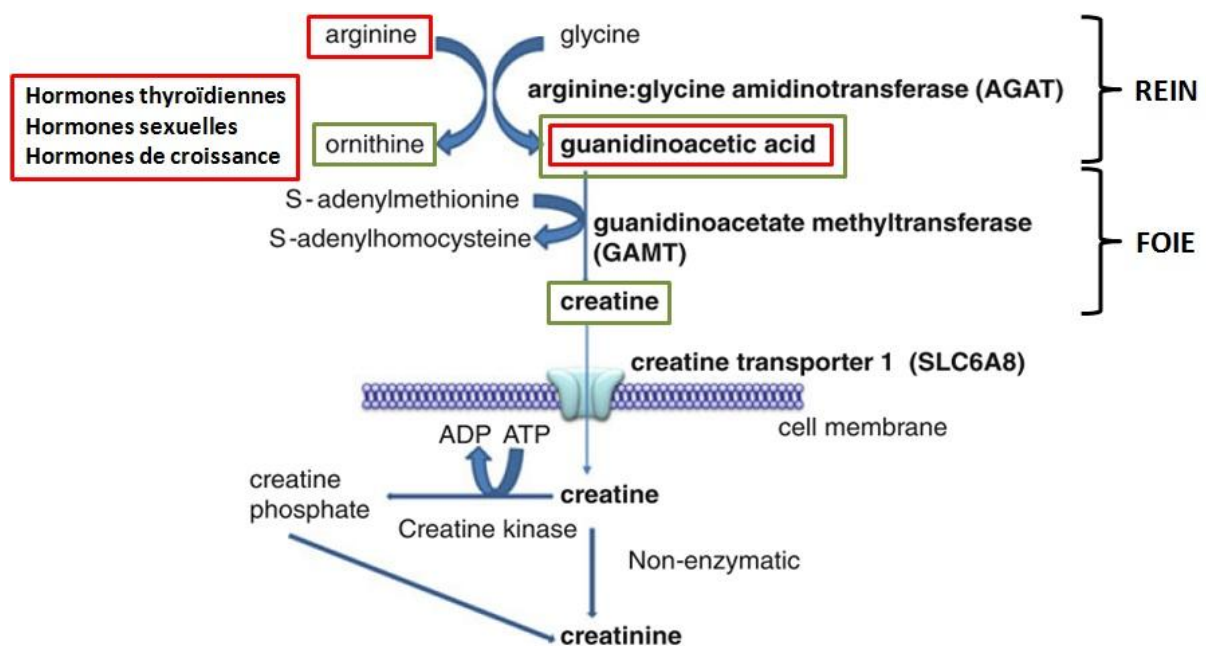 arginine
glycine
arginine:glycine amidinotransferase (AGAT)
REIN
Hormones thyroïdiennes
Hormones sexuelles
Hormones de croissance
ornithine
guanidinoacetic acid
S-adenylmethionine
S-adenylhomocysteine
guanidinoacetate methyltransferase
(GAMT)
FOIE
creatine
creatine transporter 1 (SLC6A8)
cell membrane
ADP ATP
creatine
phosphate
creatine
Creatine kinase
Non-enzymatic
creatinine